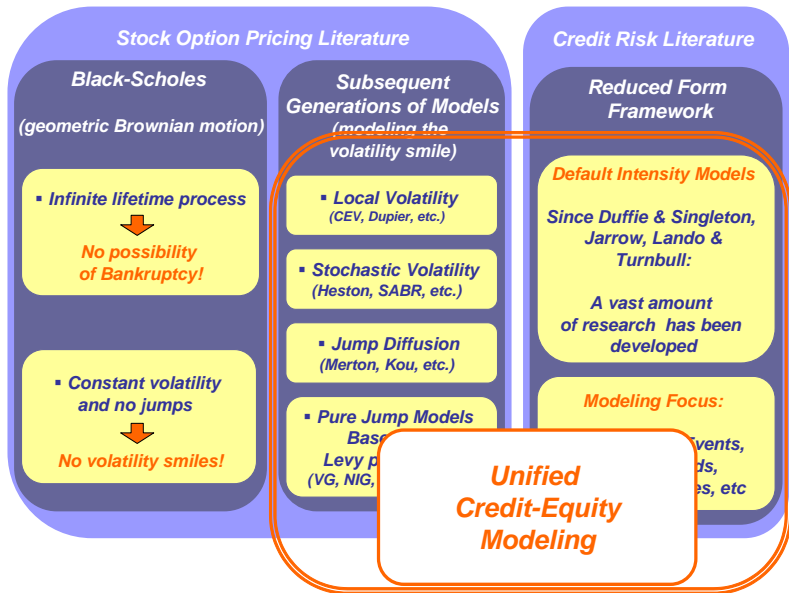 Stock Option Pricing Literature
Black-Scholes
(geometric Brownian motion)
▪ Infinite lifetime process
No possibility
of Bankruptcy!
▪ Constant volatility
and no jumps
No volatility smiles!
Subsequent
Generations of Models
(modeling the
volatility smile)
▪ Local Volatility
(CEV, Dupier, etc.)
▪ Stochastic Volatility
(Heston, SABR, etc.)
▪ Jump Diffusion
(Merton, Kou, etc.)
▪ Pure Jump Models
Levy
(VG, NIG,
Credit Risk Literature
Reduced Form
Framework
Default Intensity Models
Since Duffie & Singleton,
Jarrow, Lando &
Turnbull:
A vast amount
of research has been
developed
Modeling Focus:
etc
Unified
Credit-Equity
Modeling